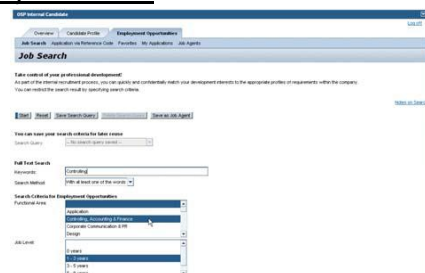 DSP Internal Candidate
Log off
Overview Candidate Profile Employment Opportunities
Job Search Application via Reference Code Favorites My Applications Job Agents
Job Search
Take control of your professional development!
As part of the internal recruitment process, you can quickly and confidentially match your development interests to the appropriate profiles of requirements within the company.
You can restrict the search result by specifying search criteria.
Notes on Search
Start Reset Save Search Query Save as Job Agent
You can save your search criteria for later reuse
Search Query -- No search query saved --
Full Text Search
Keywords: Controlling
Search Method: With at least one of the words
Search Criteria for Employment Opportunities
Functional Area
Application
Controlling, Accounting & Finance
Corporate Communication & PR
Design
Job Level:
0 years
1 - 3 years
3 - 5 years